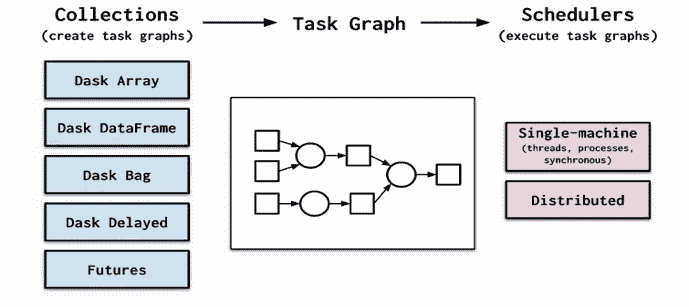 Collections
(create task graphs)
Task Graph
Schedulers
(execute task graphs)
Dask Array
Dask DataFrame
Dask Bag
Dask Delayed
Futures
Single-machine
(threads, processes,
synchronous)
Distributed